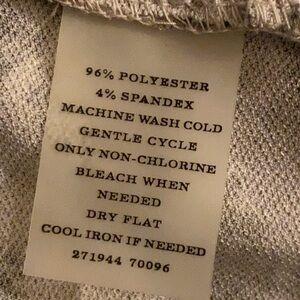 96% POLYESTER
4% SPANDEX
MACHINE WASH COLD
GENTLE CYCLE
ONLY NON-CHLORINE
BLEACH WHEN
NEEDED
DRY FLAT
COOL IRON IF NEEDED
271944 70096